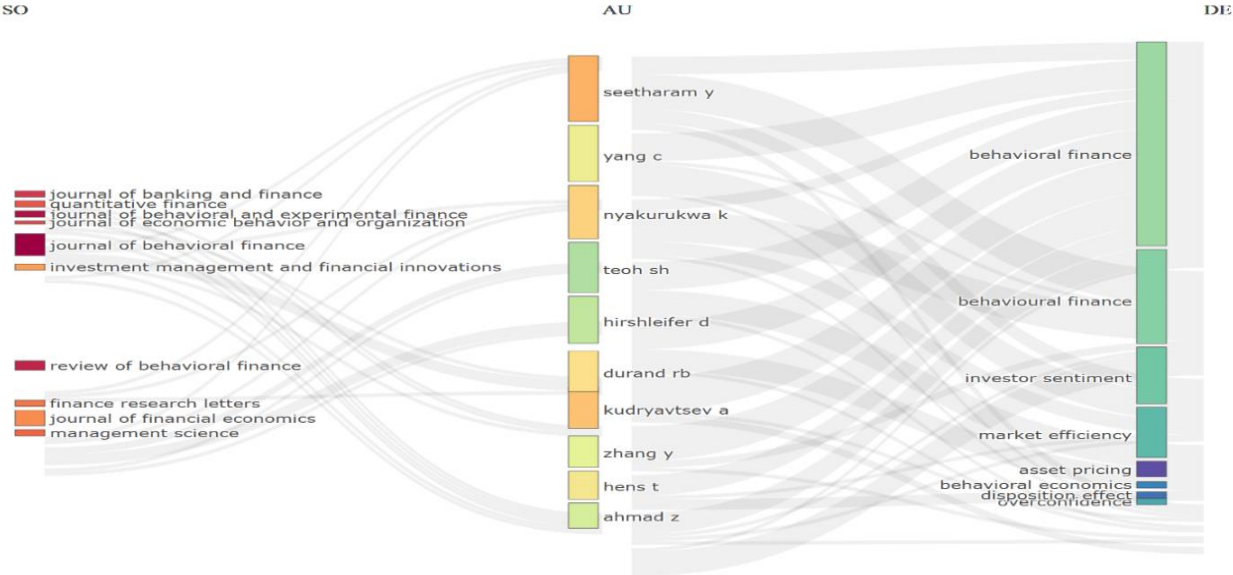 SO
AU
DE
journal of banking and finance
quantitative finance
journal of behavioral and experimental finance
journal of economic behavior and organization
journal of behavioral finance
investment management and financial innovations
review of behavioral finance
finance research letters
journal of financial economics
management science
seetharam y
yang c
nyakurukwa k
teoh sh
hirshleifer d
durand rb
kudryavtsev a
zhang y
hens t
ahmad z
behavioral finance
behavioural finance
investor sentiment
market efficiency
asset pricing
behavioral economics
disposition effect
overconfidence